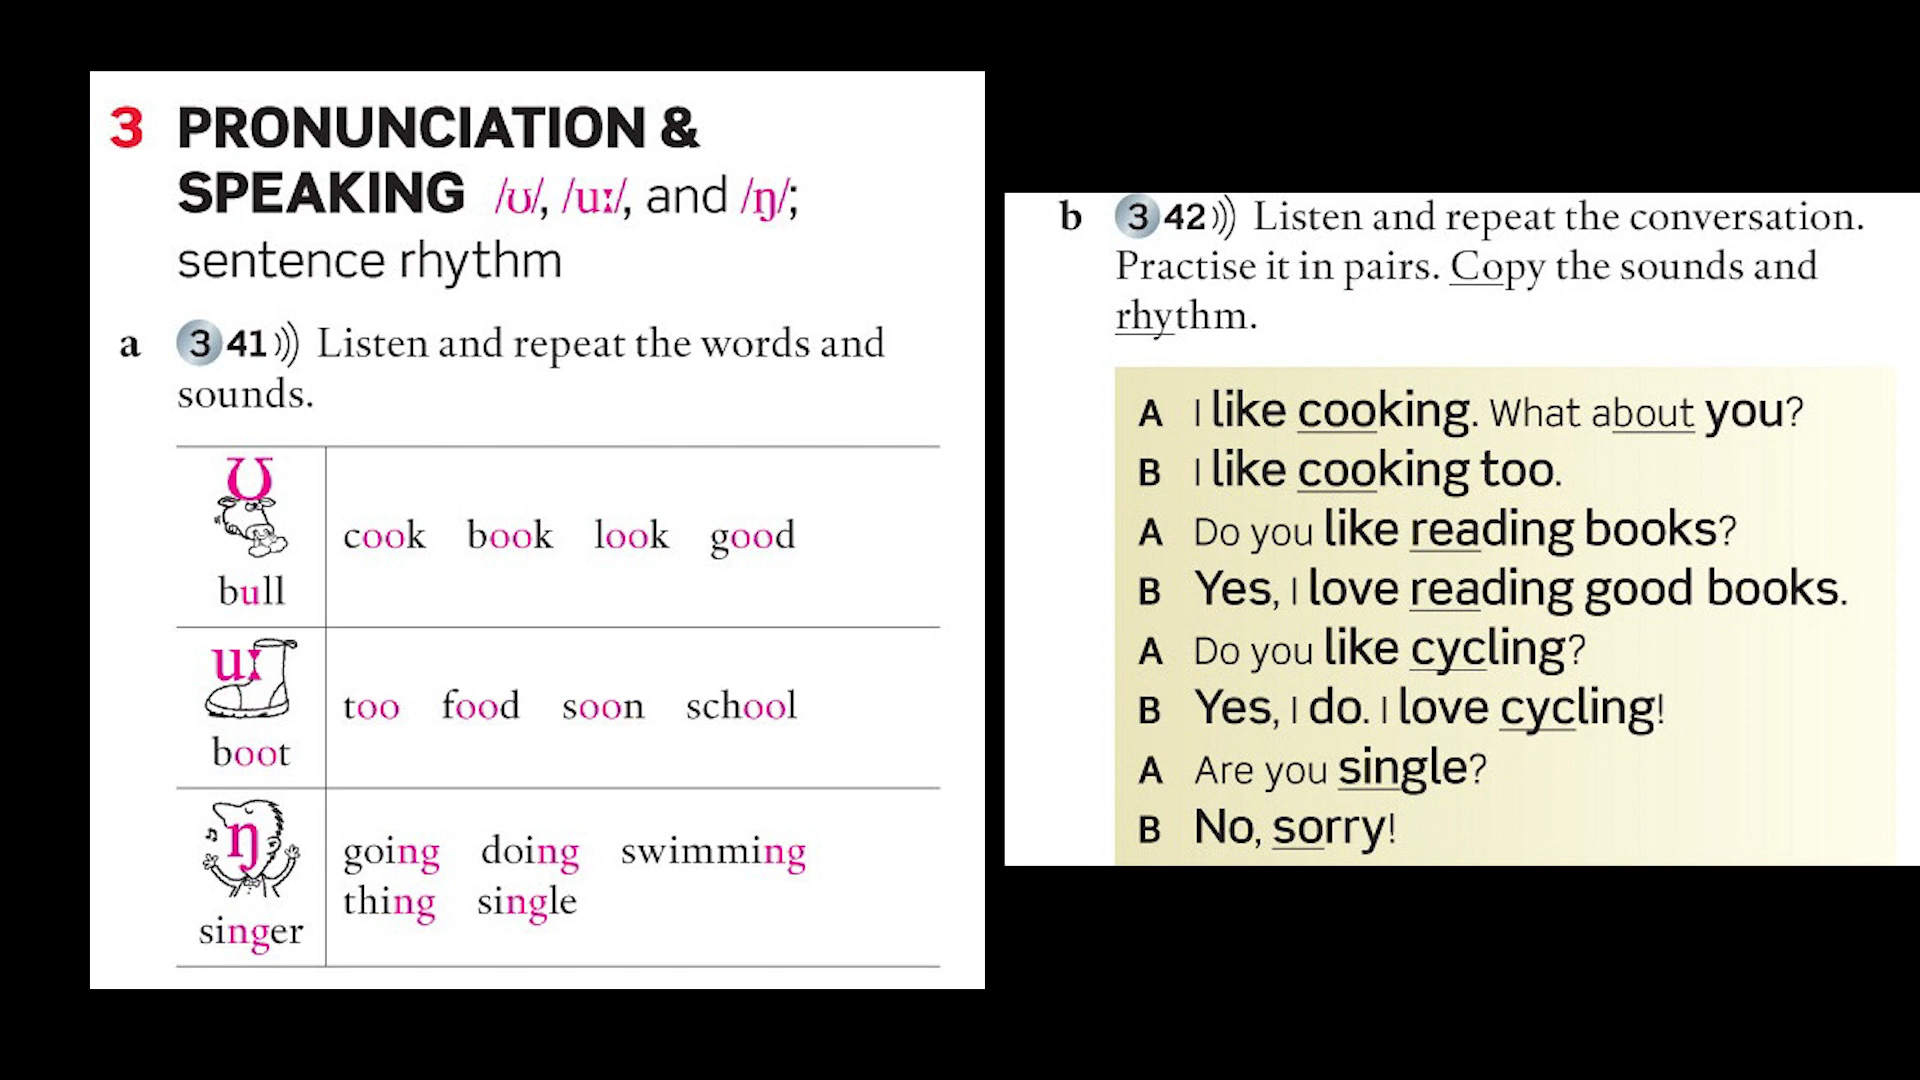 3 PRONUNCIATION &
SPEAKING /ʊ/, /uː/, and /ŋ/;
sentence rhythm
a 3 41 Listen and repeat the words and
sounds.
ʊ
bull
cook book look good
uː
boot
too food soon school
ŋ
singer
going doing swimming
thing single
b 3 42 Listen and repeat the conversation.
Practise it in pairs. Copy the sounds and
rhythm.
A I like cooking. What about you?
B I like cooking too.
A Do you like reading books?
B Yes, I love reading good books.
A Do you like cycling?
B Yes, I do. I love cycling!
A Are you single?
B No, sorry!